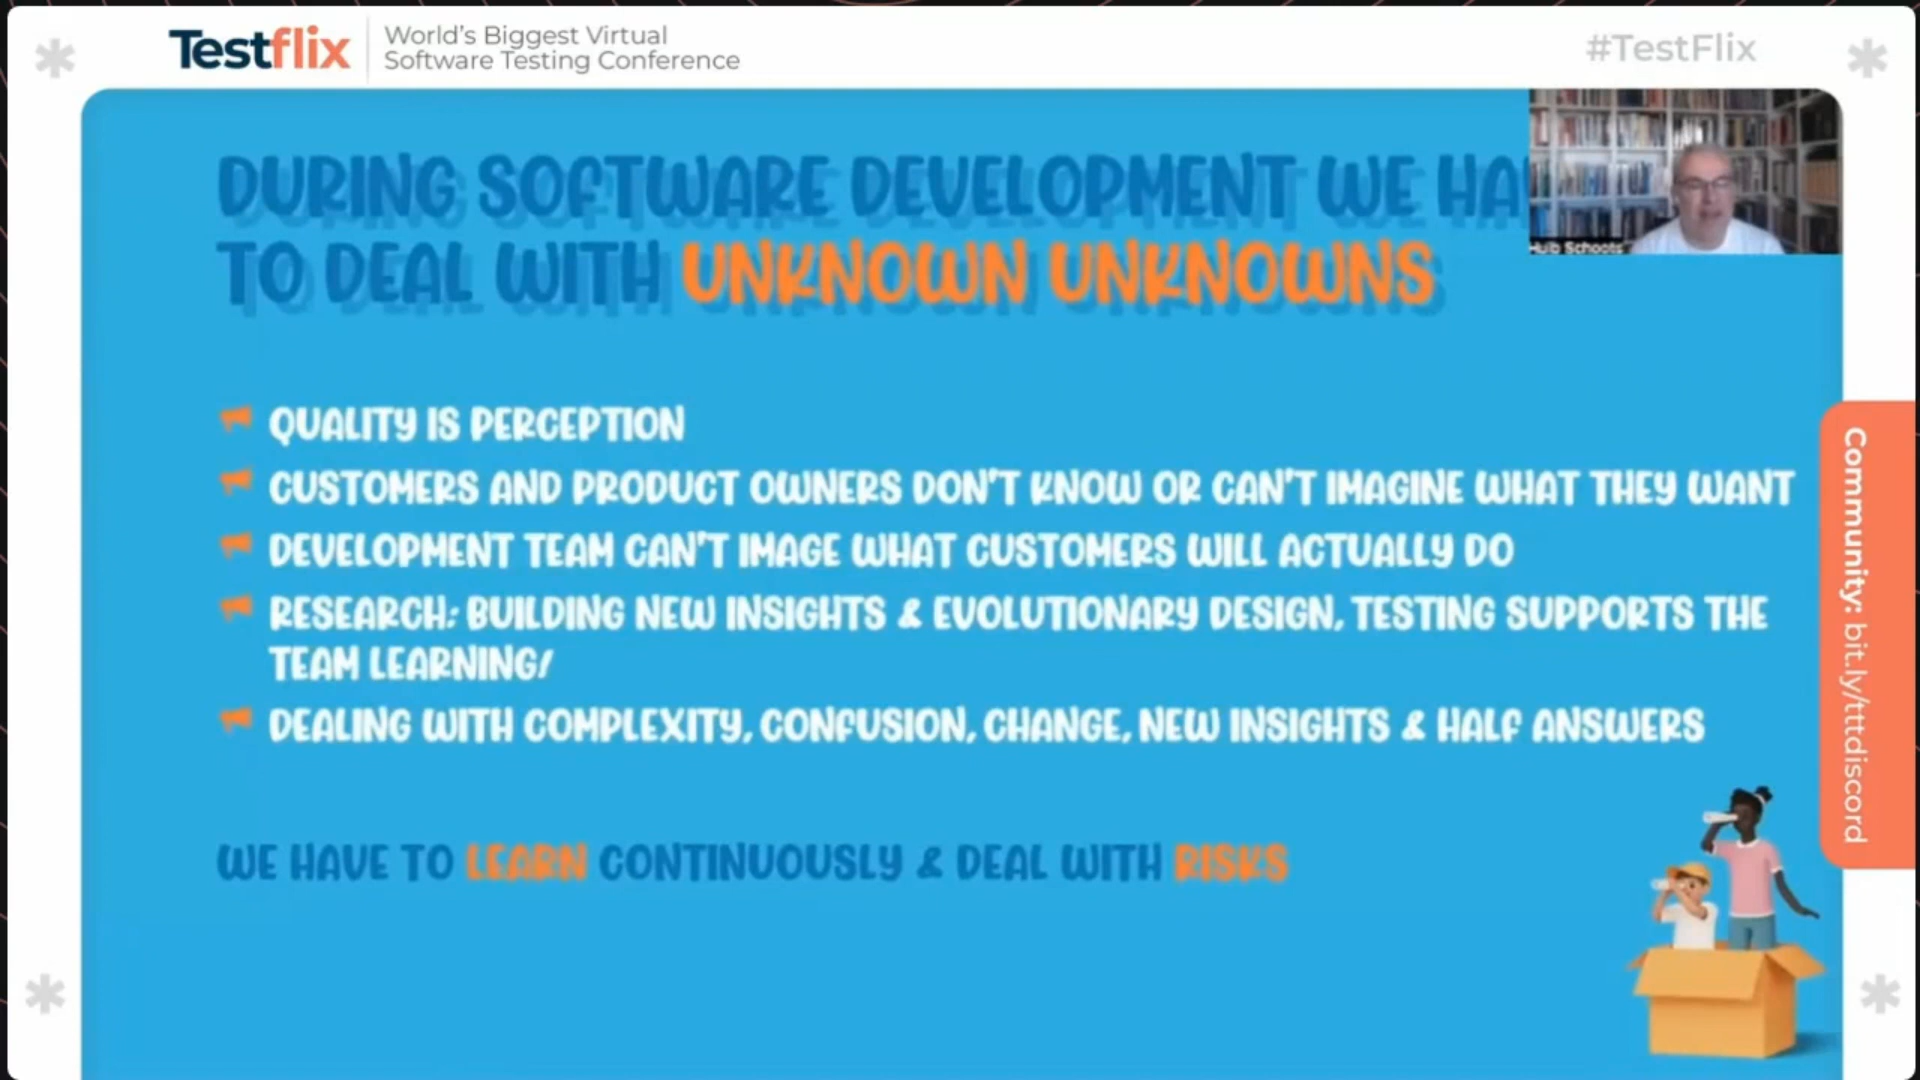 Testflix
World's Biggest Virtual
Software Testing Conference
#TestFlix
DURING SOFTWARE DEVELOPMENT WE HA
TO DEAL WITH UNKNOWN UNKNOWNS
Huib Schoots
QUALITY IS PERCEPTION
CUSTOMERS AND PRODUCT OWNERS DON'T KNOW OR CAN'T IMAGINE WHAT THEY WANT
DEVELOPMENT TEAM CAN'T IMAGE WHAT CUSTOMERS WILL ACTUALLY DO
RESEARCH: BUILDING NEW INSIGHTS & EVOLUTIONARY DESIGN, TESTING SUPPORTS THE
TEAM LEARNING!
DEALING WITH COMPLEXITY, CONFUSION, CHANGE, NEW INSIGHTS & HALF ANSWERS
WE HAVE TO LEARN CONTINUOUSLY & DEAL WITH RISKS
Community: bit.ly/tttdiscord